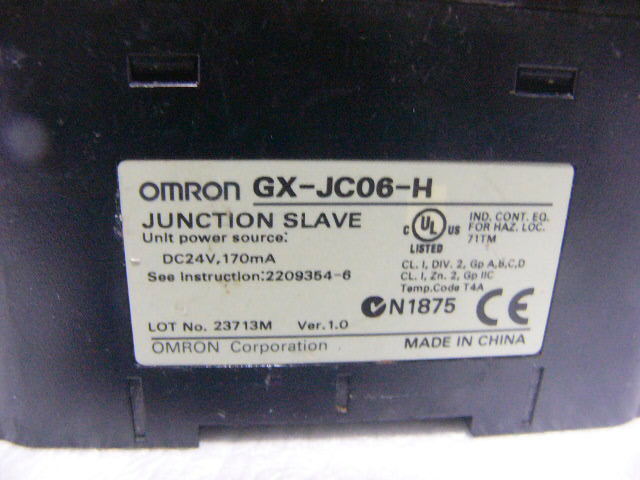 OMRON GX-JC06-H
JUNCTION SLAVE
Unit power source:
DC24V,170mA
See Instruction:2209354-6
LOT No. 23713M Ver.1.0
OMRON Corporation
C UL US
LISTED
IND. CONT. EQ.
FOR HAZ. LOC.
71TM
CL. I, DIV. 2, Gp A,B,C,D
CL. I, Zn. 2, Gp IIC
Temp.Code T4A
N1875 CE
MADE IN CHINA